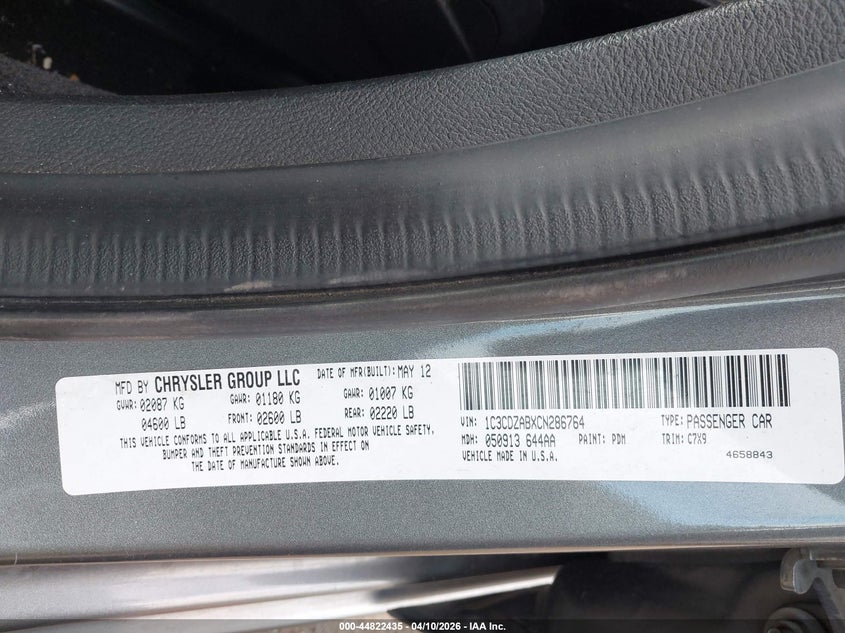 MFD BY CHRYSLER GROUP LLC DATE OF MFR(BUILT): MAY 12
GVWR: 02087 KG GAWR: 01180 KG GAWR: 01007 KG
04600 LB FRONT: 02600 LB REAR: 02220 LB
THIS VEHICLE CONFORMS TO ALL APPLICABLE U.S.A. FEDERAL MOTOR VEHICLE SAFETY,
BUMPER AND THEFT PREVENTION STANDARDS IN EFFECT ON
THE DATE OF MANUFACTURE SHOWN ABOVE.
VIN: 1C3CDZABXCN286764 TYPE: PASSENGER CAR
MDH: 050913 644AA PAINT: PDM TRIM: C7X9
VEHICLE MADE IN U.S.A. 4658843
000-44822435 - 04/10/2026 - IAA Inc.